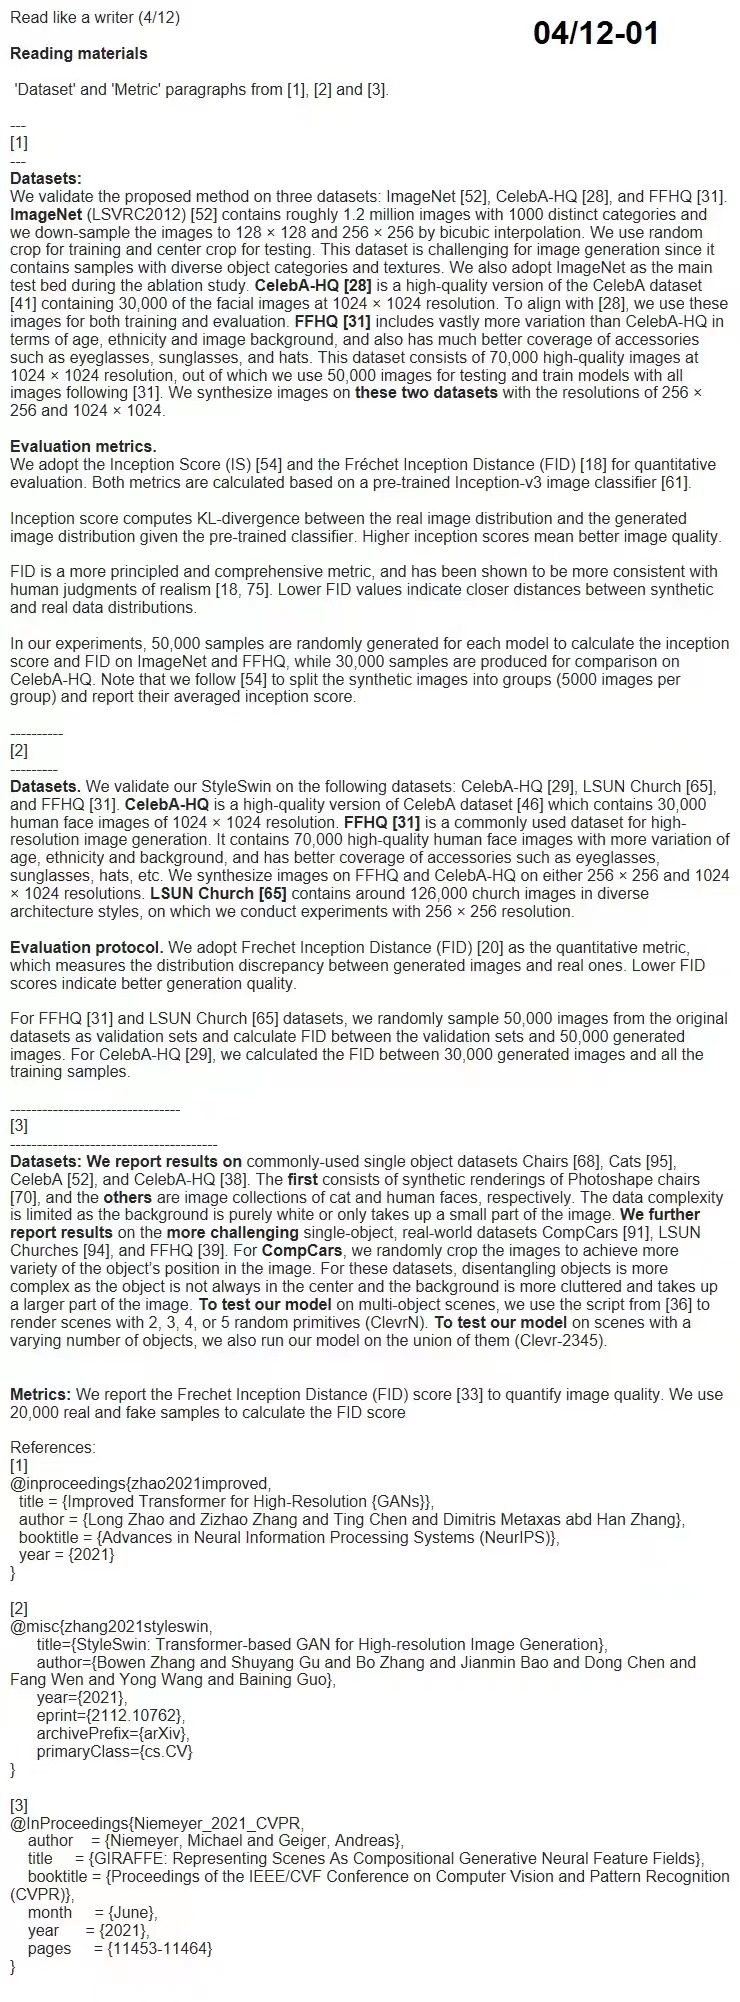 Read like a writer (4/12)
04/12-01
Reading materials
'Dataset' and 'Metric' paragraphs from [1], [2] and [3].
---
[1]
---
Datasets:
We validate the proposed method on three datasets: ImageNet [52], CelebA-HQ [28], and FFHQ [31].
ImageNet (LSVRC2012) [52] contains roughly 1.2 million images with 1000 distinct categories and
we down-sample the images to 128 × 128 and 256 × 256 by bicubic interpolation. We use random
crop for training and center crop for testing. This dataset is challenging for image generation since it
contains samples with diverse object categories and textures. We also adopt ImageNet as the main
test bed during the ablation study. CelebA-HQ [28] is a high-quality version of the CelebA dataset
[41] containing 30,000 of the facial images at 1024 × 1024 resolution. To align with [28], we use these
images for both training and evaluation. FFHQ [31] includes vastly more variation than CelebA-HQ in
terms of age, ethnicity and image background, and also has much better coverage of accessories
such as eyeglasses, sunglasses, and hats. This dataset consists of 70,000 high-quality images at
1024 × 1024 resolution, out of which we use 50,000 images for testing and train models with all
images following [31]. We synthesize images on these two datasets with the resolutions of 256 ×
256 and 1024 × 1024.
Evaluation metrics.
We adopt the Inception Score (IS) [54] and the Fréchet Inception Distance (FID) [18] for quantitative
evaluation. Both metrics are calculated based on a pre-trained Inception-v3 image classifier [61].
Inception score computes KL-divergence between the real image distribution and the generated
image distribution given the pre-trained classifier. Higher inception scores mean better image quality.
FID is a more principled and comprehensive metric, and has been shown to be more consistent with
human judgments of realism [18, 75]. Lower FID values indicate closer distances between synthetic
and real data distributions.
In our experiments, 50,000 samples are randomly generated for each model to calculate the inception
score and FID on ImageNet and FFHQ, while 30,000 samples are produced for comparison on
CelebA-HQ. Note that we follow [54] to split the synthetic images into groups (5000 images per
group) and report their averaged inception score.
----------
[2]
---------
Datasets. We validate our StyleSwin on the following datasets: CelebA-HQ [29], LSUN Church [65],
and FFHQ [31]. CelebA-HQ is a high-quality version of CelebA dataset [46] which contains 30,000
human face images of 1024 × 1024 resolution. FFHQ [31] is a commonly used dataset for high-
resolution image generation. It contains 70,000 high-quality human face images with more variation of
age, ethnicity and background, and has better coverage of accessories such as eyeglasses,
sunglasses, hats, etc. We synthesize images on FFHQ and CelebA-HQ on either 256 × 256 and 1024
× 1024 resolutions. LSUN Church [65] contains around 126,000 church images in diverse
architecture styles, on which we conduct experiments with 256 × 256 resolution.
Evaluation protocol. We adopt Frechet Inception Distance (FID) [20] as the quantitative metric,
which measures the distribution discrepancy between generated images and real ones. Lower FID
scores indicate better generation quality.
For FFHQ [31] and LSUN Church [65] datasets, we randomly sample 50,000 images from the original
datasets as validation sets and calculate FID between the validation sets and 50,000 generated
images. For CelebA-HQ [29], we calculated the FID between 30,000 generated images and all the
training samples.
--------------------------------
[3]
---------------------------------------
Datasets: We report results on commonly-used single object datasets Chairs [68], Cats [95],
CelebA [52], and CelebA-HQ [38]. The first consists of synthetic renderings of Photoshape chairs
[70], and the others are image collections of cat and human faces, respectively. The data complexity
is limited as the background is purely white or only takes up a small part of the image. We further
report results on the more challenging single-object, real-world datasets CompCars [91], LSUN
Churches [94], and FFHQ [39]. For CompCars, we randomly crop the images to achieve more
variety of the object's position in the image. For these datasets, disentangling objects is more
complex as the object is not always in the center and the background is more cluttered and takes up
a larger part of the image. To test our model on multi-object scenes, we use the script from [36] to
render scenes with 2, 3, 4, or 5 random primitives (ClevrN). To test our model on scenes with a
varying number of objects, we also run our model on the union of them (Clevr-2345).
Metrics: We report the Frechet Inception Distance (FID) score [33] to quantify image quality. We use
20,000 real and fake samples to calculate the FID score
References:
[1]
@inproceedings{zhao2021improved,
title = {Improved Transformer for High-Resolution {GANs}},
author = {Long Zhao and Zizhao Zhang and Ting Chen and Dimitris Metaxas abd Han Zhang},
booktitle = {Advances in Neural Information Processing Systems (NeurIPS)},
year = {2021}
}
[2]
@misc{zhang2021styleswin,
title={StyleSwin: Transformer-based GAN for High-resolution Image Generation},
author={Bowen Zhang and Shuyang Gu and Bo Zhang and Jianmin Bao and Dong Chen and
Fang Wen and Yong Wang and Baining Guo},
year={2021},
eprint={2112.10762},
archivePrefix={arXiv},
primaryClass={cs.CV}
}
[3]
@InProceedings{Niemeyer_2021_CVPR,
author = {Niemeyer, Michael and Geiger, Andreas},
title = {GIRAFFE: Representing Scenes As Compositional Generative Neural Feature Fields},
booktitle = {Proceedings of the IEEE/CVF Conference on Computer Vision and Pattern Recognition
(CVPR)},
month = {June},
year = {2021},
pages = {11453-11464}
}